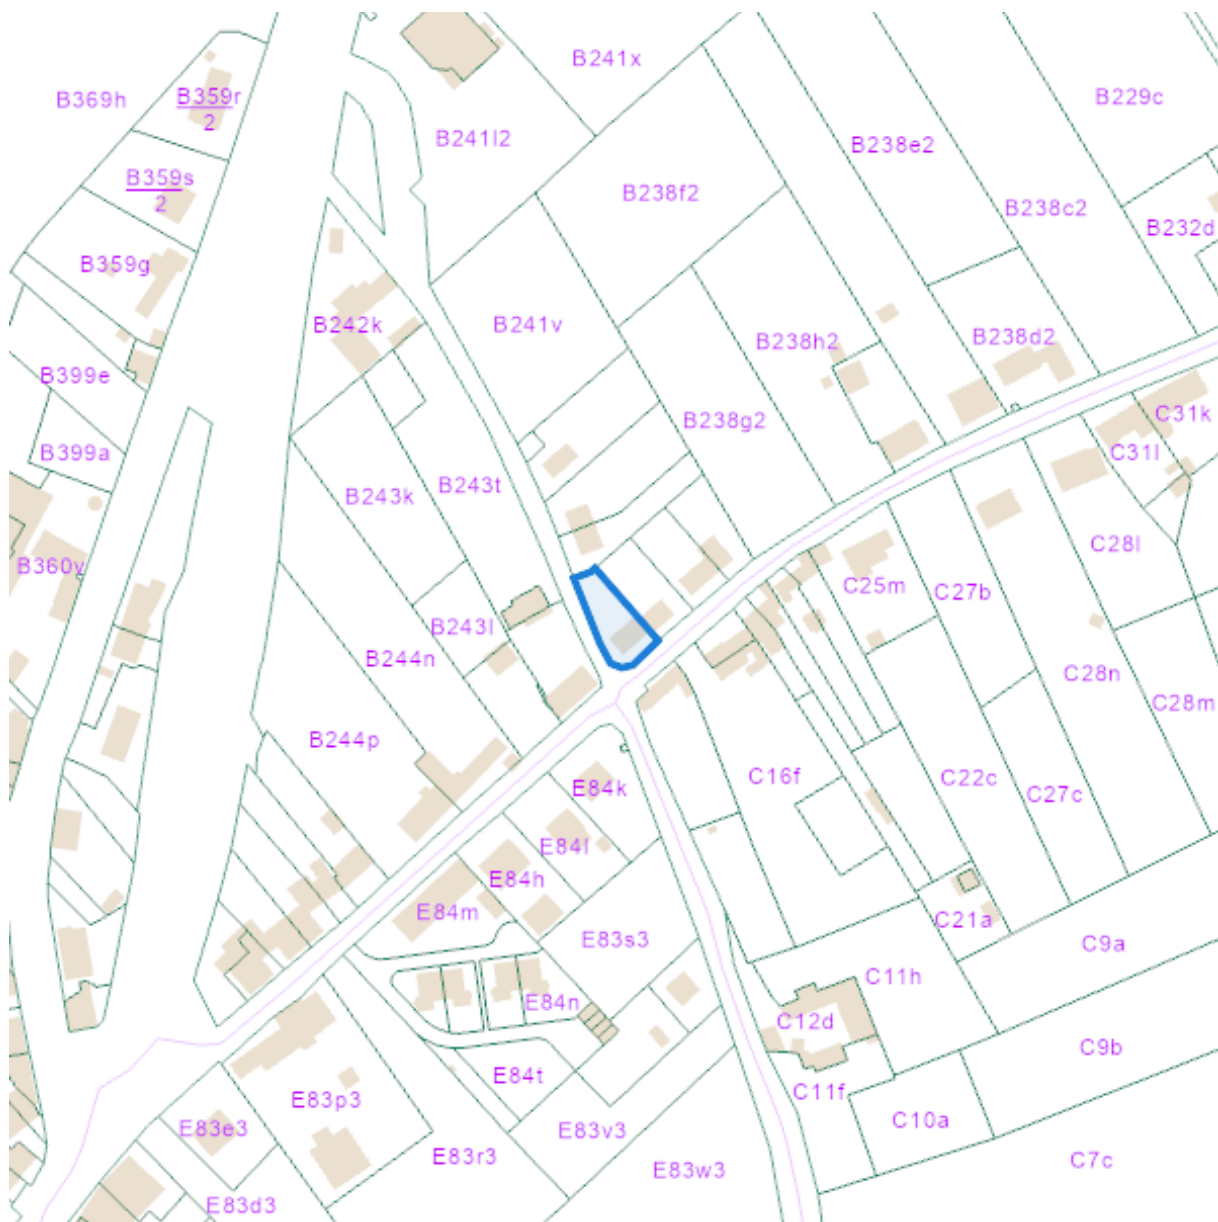 B241x
B369h
B359r
2
B229c
B241l2
B238e2
B359s
2
B238f2
B238c2
B232d
B359g
B242k
B241v
B238h2
B238d2
B399e
B238g2
C31k
B399a
C31l
B243t
B243k
C28l
B360v
C25m
C27b
B243l
B244n
C28n
C28m
B244p
C16f
C22c
E84k
C27c
E84l
E84h
E84m
C21a
E83s3
C9a
C11h
E84n
C12d
C9b
E84t
C11f
E83p3
C10a
E83e3
E83v3
E83r3
C7c
E83w3
E83d3